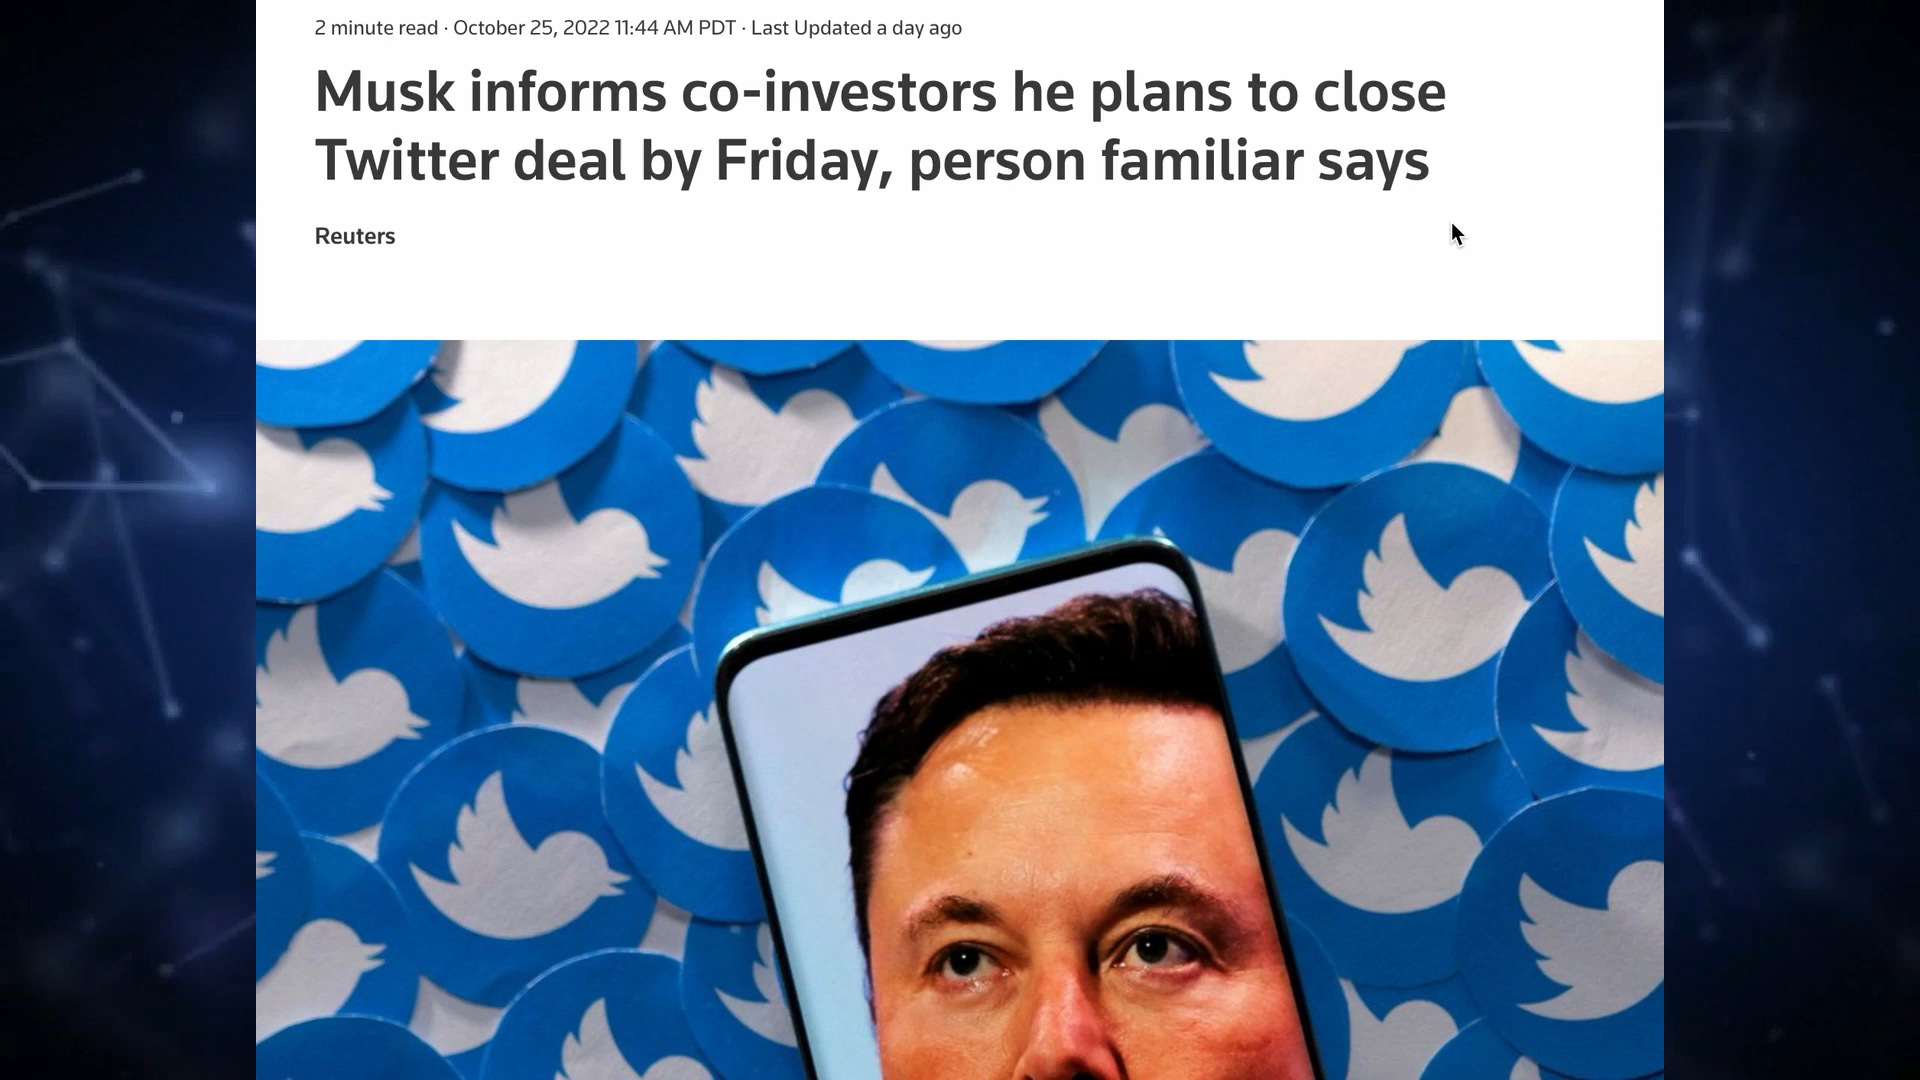 2 minute read · October 25, 2022 11:44 AM PDT · Last Updated a day ago
Musk informs co-investors he plans to close
Twitter deal by Friday, person familiar says
Reuters